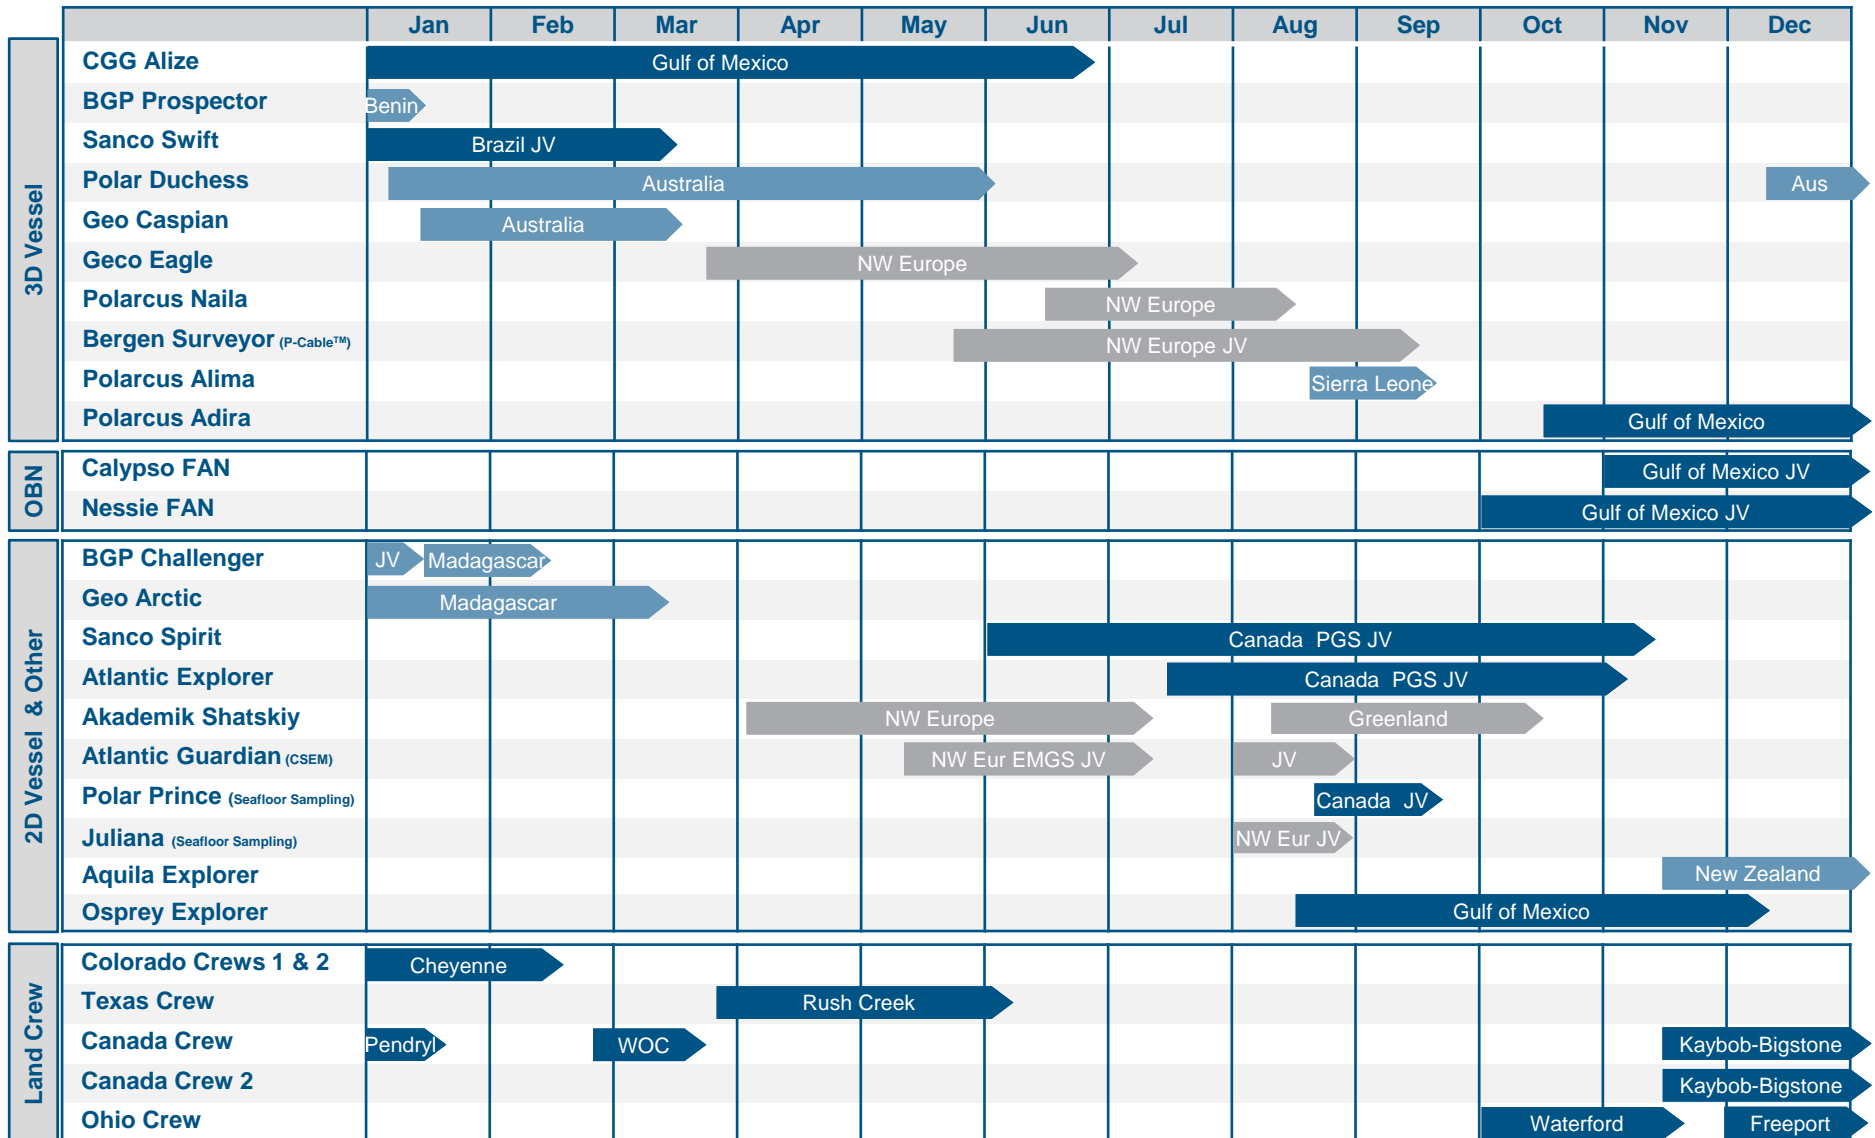 Jan Feb Mar Apr May Jun Jul Aug Sep Oct Nov Dec
3D Vessel
CGG Alize Gulf of Mexico
BGP Prospector Benin
Sanco Swift Brazil JV
Polar Duchess Australia Aus
Geo Caspian Australia
Geco Eagle NW Europe
Polarcus Naila NW Europe
Bergen Surveyor (P-Cable™) NW Europe JV
Polarcus Alima Sierra Leone
Polarcus Adira Gulf of Mexico
OBN
Calypso FAN Gulf of Mexico JV
Nessie FAN Gulf of Mexico JV
2D Vessel & Other
BGP Challenger JV Madagascar
Geo Arctic Madagascar
Sanco Spirit Canada PGS JV
Atlantic Explorer Canada PGS JV
Akademik Shatskiy NW Europe Greenland
Atlantic Guardian (CSEM) NW Eur EMGS JV JV
Polar Prince (Seafloor Sampling) Canada JV
Juliana (Seafloor Sampling) NW Eur JV
Aquila Explorer New Zealand
Osprey Explorer Gulf of Mexico
Land Crew
Colorado Crews 1 & 2 Cheyenne
Texas Crew Rush Creek
Canada Crew Pendryl WOC Kaybob-Bigstone
Canada Crew 2 Kaybob-Bigstone
Ohio Crew Waterford Freeport